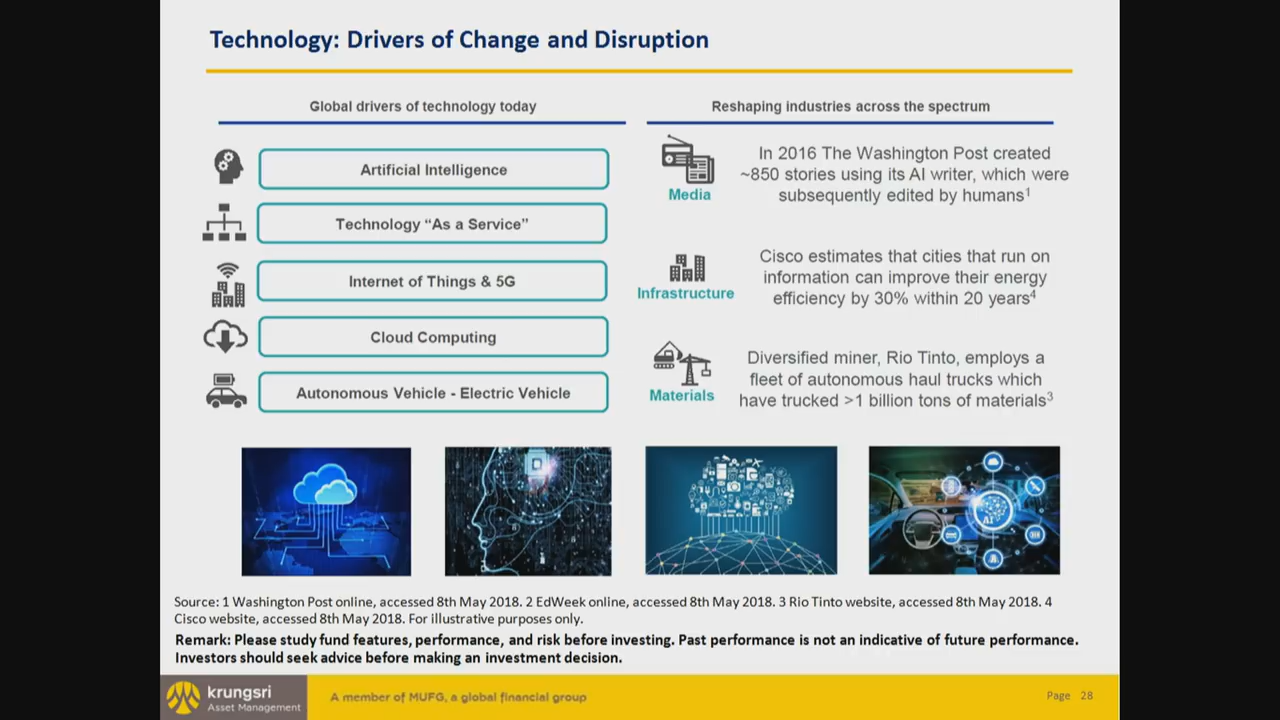 Technology: Drivers of Change and Disruption
Global drivers of technology today
Artificial Intelligence
Technology “As a Service”
Internet of Things & 5G
Cloud Computing
Autonomous Vehicle - Electric Vehicle
Reshaping industries across the spectrum
Media
In 2016 The Washington Post created
~850 stories using its AI writer, which were
subsequently edited by humans¹
Infrastructure
Cisco estimates that cities that run on
information can improve their energy
efficiency by 30% within 20 years⁴
Materials
Diversified miner, Rio Tinto, employs a
fleet of autonomous haul trucks which
have trucked >1 billion tons of materials³
D
AI
Source: 1 Washington Post online, accessed 8th May 2018. 2 EdWeek online, accessed 8th May 2018. 3 Rio Tinto website, accessed 8th May 2018. 4
Cisco website, accessed 8th May 2018. For illustrative purposes only.
Remark: Please study fund features, performance, and risk before investing. Past performance is not an indicative of future performance.
Investors should seek advice before making an investment decision.
krungsri
Asset Management
A member of MUFG, a global financial group
Page 28